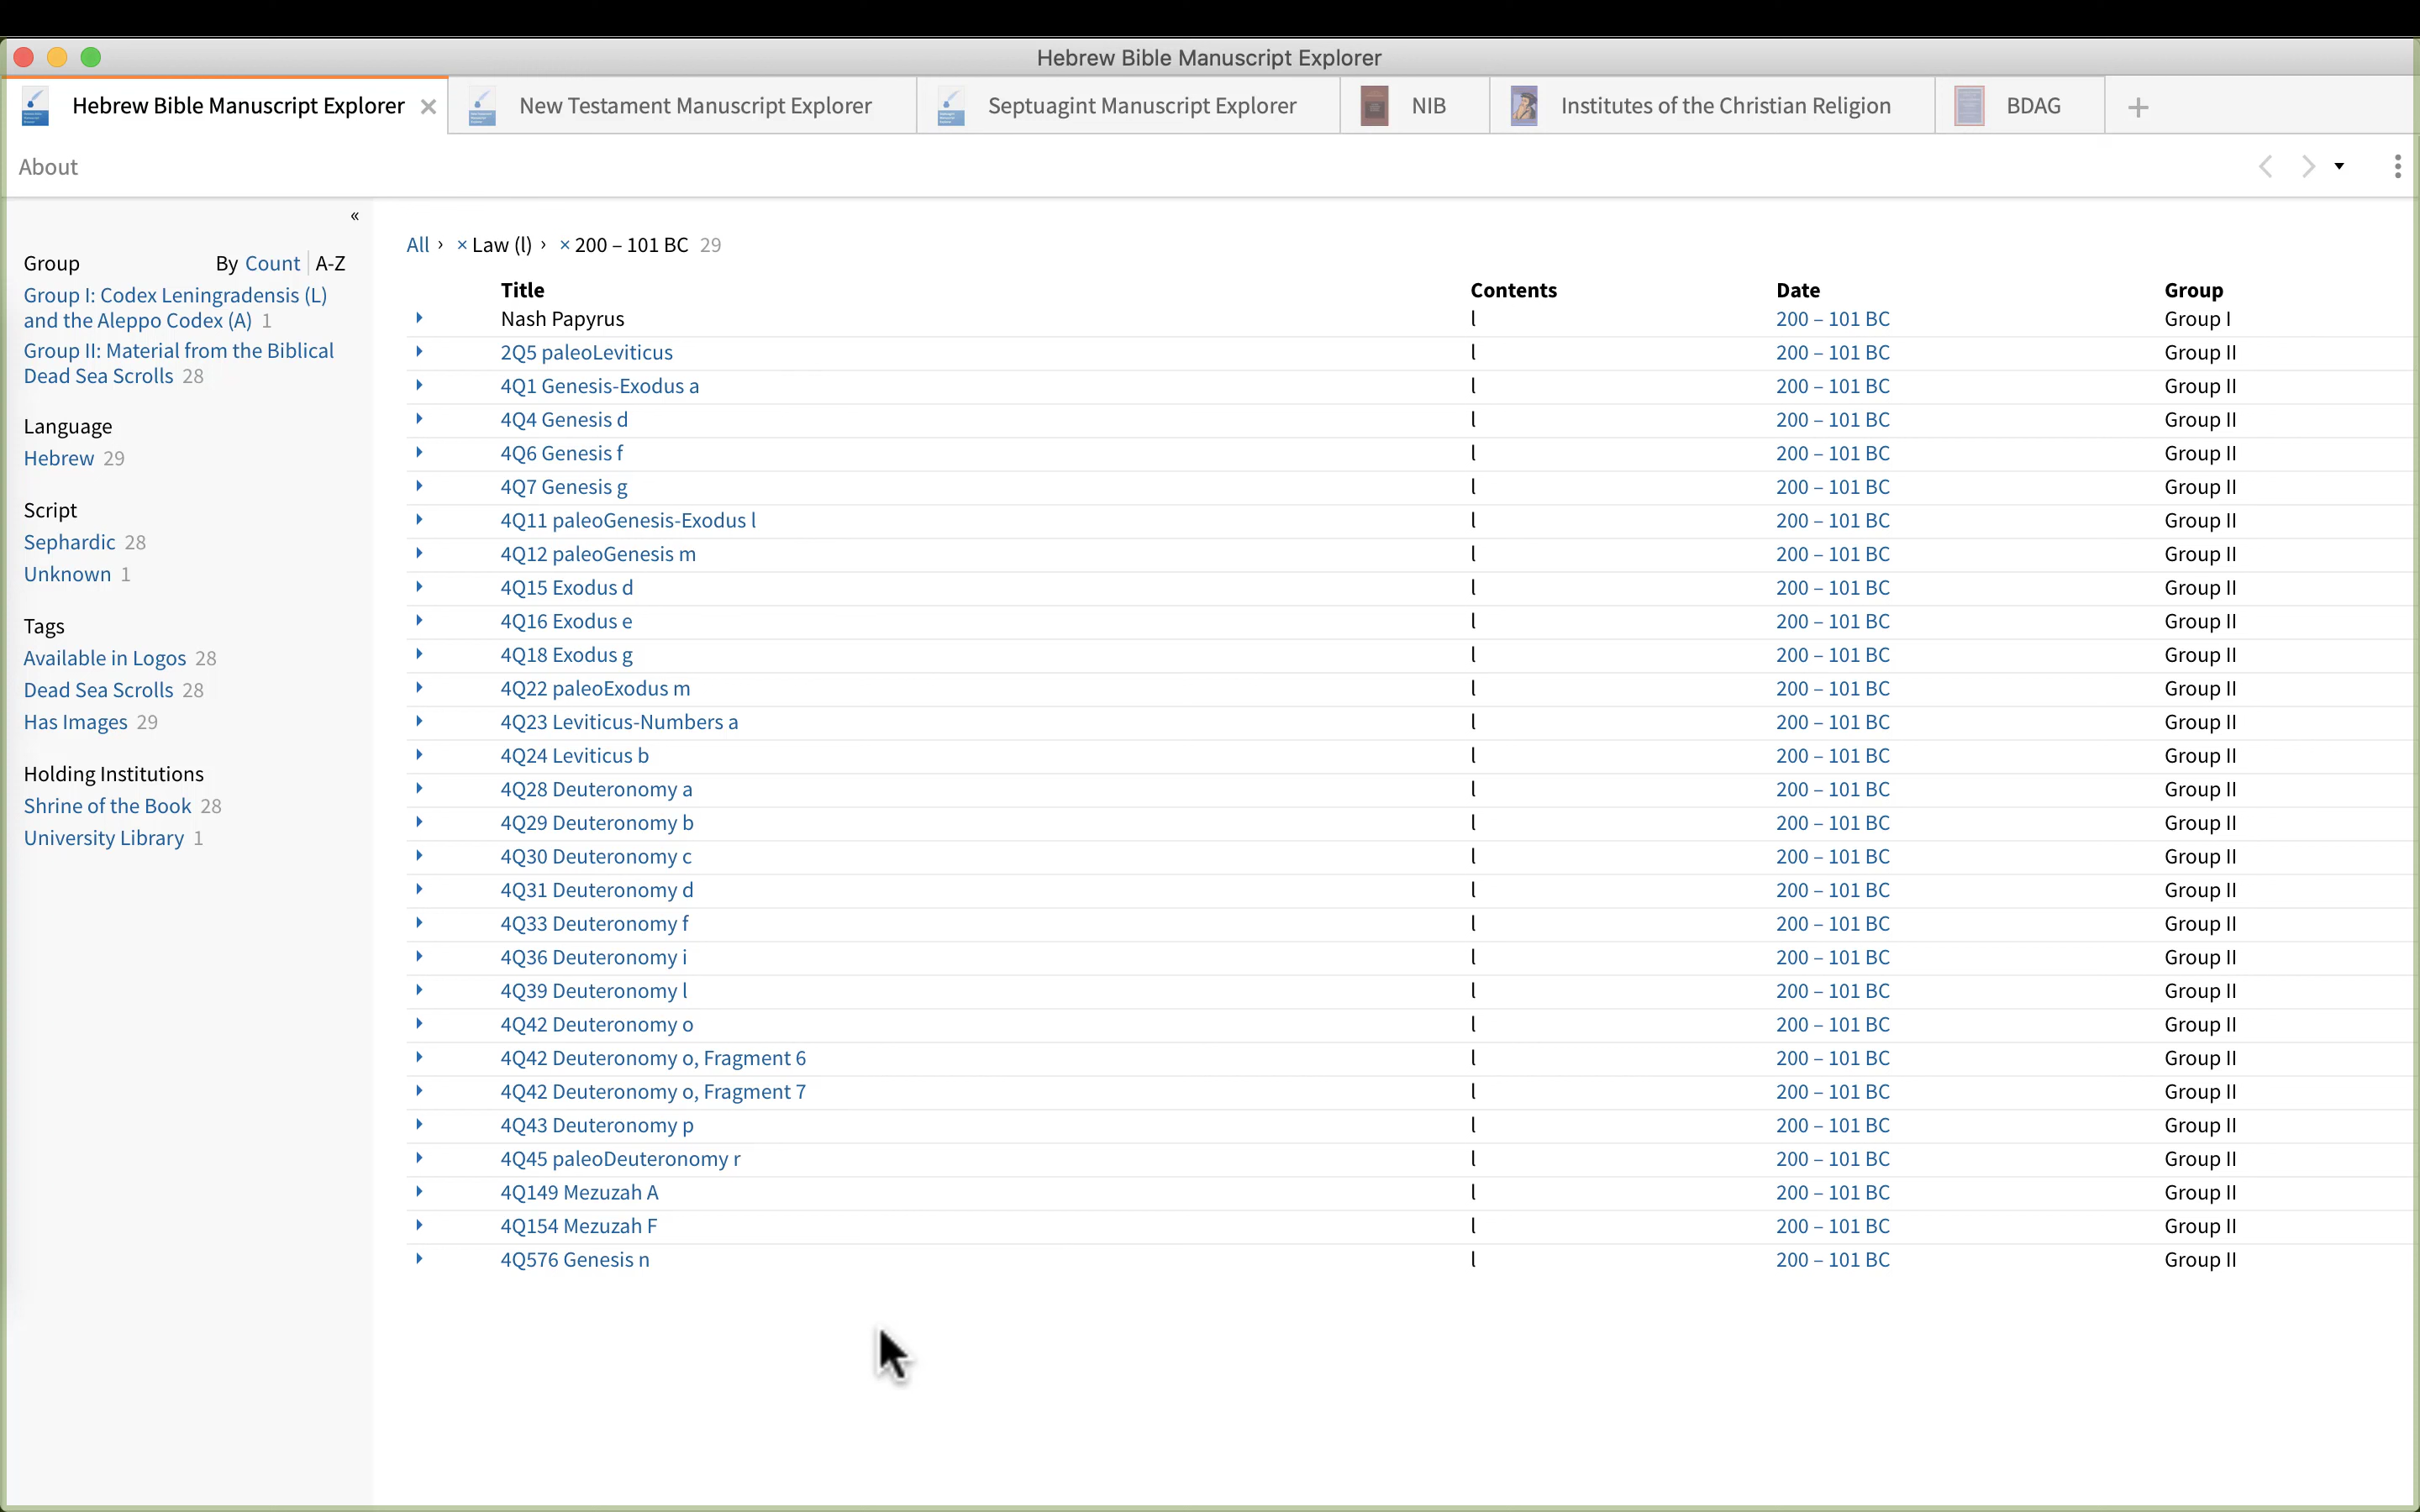 Hebrew Bible Manuscript Explorer
Hebrew Bible Manuscript Explorer
New Testament Manuscript Explorer
Septuagint Manuscript Explorer
NIB
Institutes of the Christian Religion
BDAG
About
Group By Count A-Z
Group I: Codex Leningradensis (L)
and the Aleppo Codex (A) 1
Group II: Material from the Biblical
Dead Sea Scrolls 28
Language
Hebrew 29
Script
Sephardic 28
Unknown 1
Tags
Available in Logos 28
Dead Sea Scrolls 28
Has Images 29
Holding Institutions
Shrine of the Book 28
University Library 1
All › × Law (l) › × 200 – 101 BC 29
Title Contents Date Group
Nash Papyrus l 200 – 101 BC Group I
2Q5 paleoLeviticus l 200 – 101 BC Group II
4Q1 Genesis-Exodus a l 200 – 101 BC Group II
4Q4 Genesis d l 200 – 101 BC Group II
4Q6 Genesis f l 200 – 101 BC Group II
4Q7 Genesis g l 200 – 101 BC Group II
4Q11 paleoGenesis-Exodus l l 200 – 101 BC Group II
4Q12 paleoGenesis m l 200 – 101 BC Group II
4Q15 Exodus d l 200 – 101 BC Group II
4Q16 Exodus e l 200 – 101 BC Group II
4Q18 Exodus g l 200 – 101 BC Group II
4Q22 paleoExodus m l 200 – 101 BC Group II
4Q23 Leviticus-Numbers a l 200 – 101 BC Group II
4Q24 Leviticus b l 200 – 101 BC Group II
4Q28 Deuteronomy a l 200 – 101 BC Group II
4Q29 Deuteronomy b l 200 – 101 BC Group II
4Q30 Deuteronomy c l 200 – 101 BC Group II
4Q31 Deuteronomy d l 200 – 101 BC Group II
4Q33 Deuteronomy f l 200 – 101 BC Group II
4Q36 Deuteronomy i l 200 – 101 BC Group II
4Q39 Deuteronomy l l 200 – 101 BC Group II
4Q42 Deuteronomy o l 200 – 101 BC Group II
4Q42 Deuteronomy o, Fragment 6 l 200 – 101 BC Group II
4Q42 Deuteronomy o, Fragment 7 l 200 – 101 BC Group II
4Q43 Deuteronomy p l 200 – 101 BC Group II
4Q45 paleoDeuteronomy r l 200 – 101 BC Group II
4Q149 Mezuzah A l 200 – 101 BC Group II
4Q154 Mezuzah F l 200 – 101 BC Group II
4Q576 Genesis n l 200 – 101 BC Group II